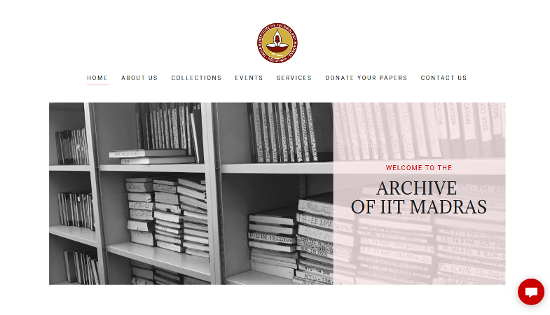 HOME ABOUT US COLLECTIONS EVENTS SERVICES DONATE YOUR PAPERS CONTACT US
WELCOME TO THE
ARCHIVE
OF IIT MADRAS